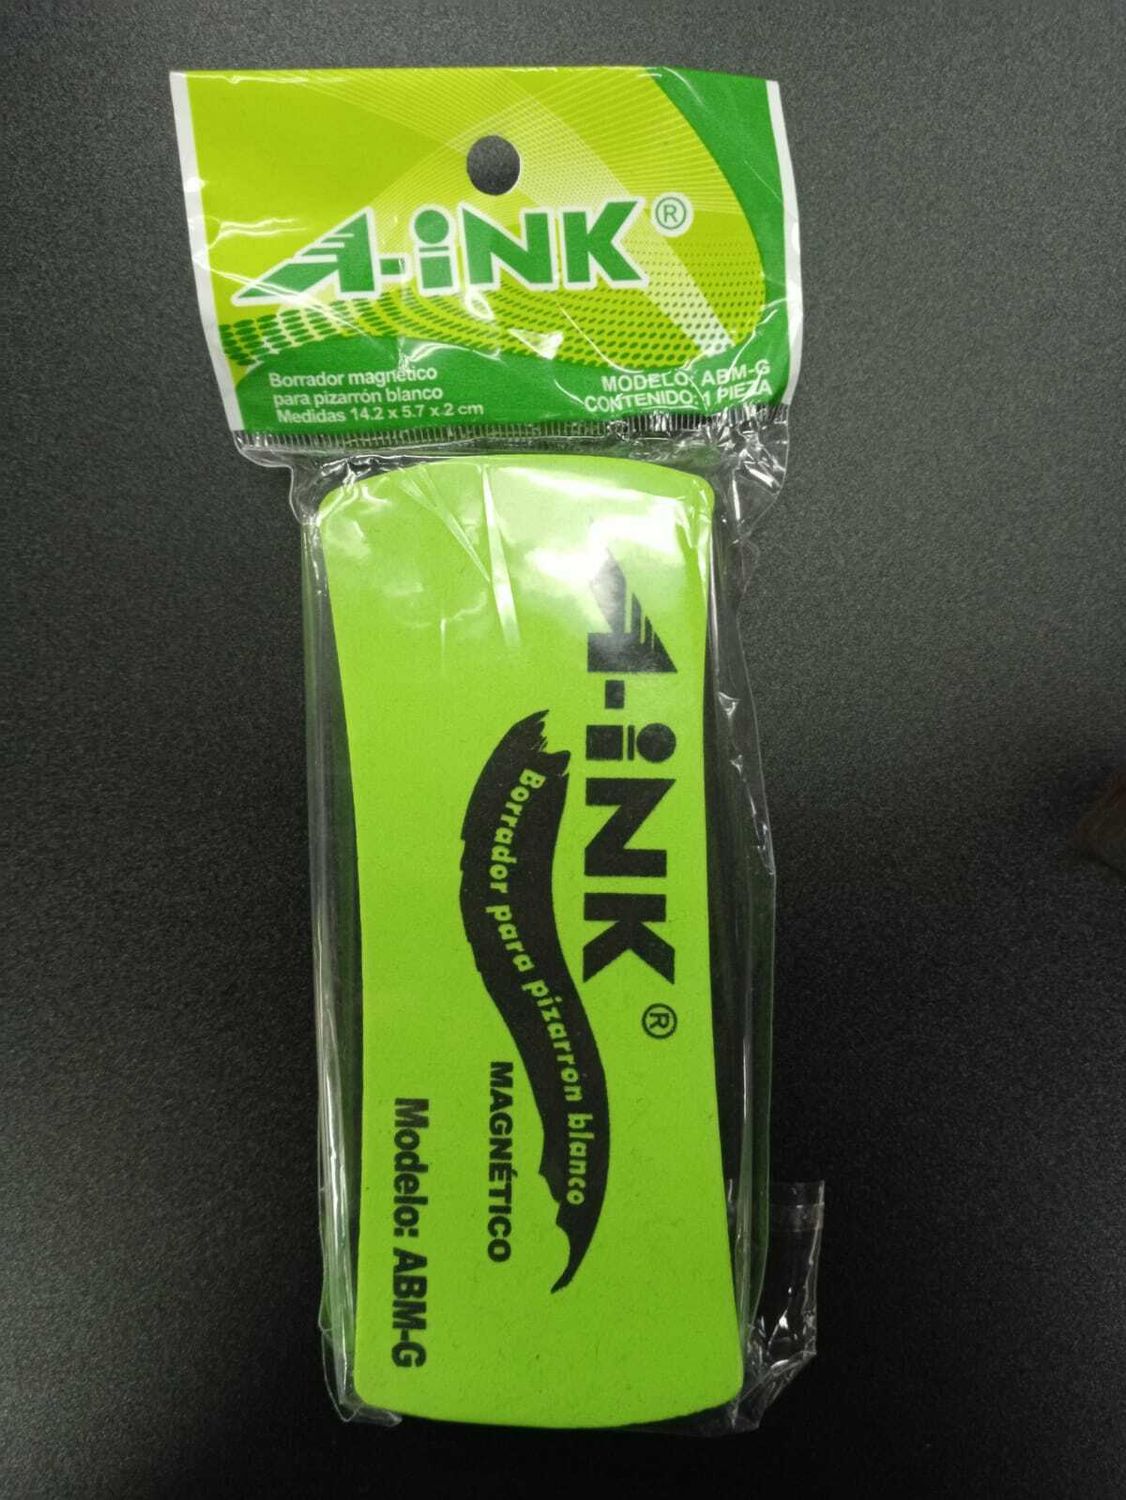 A-iNK®
Borrador magnético
para pizarrón blanco
Medidas 14.2 x 5.7 x 2 cm
MODELO: ABM-G
CONTENIDO: 1 PIEZA
A-iNK®
Borrador para pizarrón blanco
MAGNÉTICO
Modelo: ABM-G